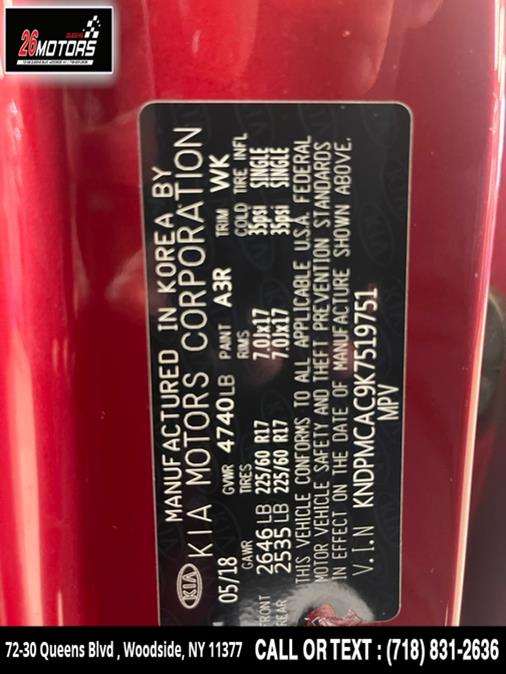 QUEENS
26MOTORS
MANUFACTURED IN KOREA BY
KIA KIA MOTORS CORPORATION
05/18 GVWR 4740LB PAINT A3R TRIM WK
GAWR TIRES RIMS COLD TIRE INFL
FRONT 2646LB 225/60 R17 7.0Jx17 35psi SINGLE
REAR 2535LB 225/60 R17 7.0Jx17 35psi SINGLE
THIS VEHICLE CONFORMS TO ALL APPLICABLE U.S.A. FEDERAL
MOTOR VEHICLE SAFETY AND THEFT PREVENTION STANDARDS
IN EFFECT ON THE DATE OF MANUFACTURE SHOWN ABOVE.
V.I.N KNDPMCAC9K7519751
MPV
72-30 Queens Blvd , Woodside, NY 11377 CALL OR TEXT : (718) 831-2636